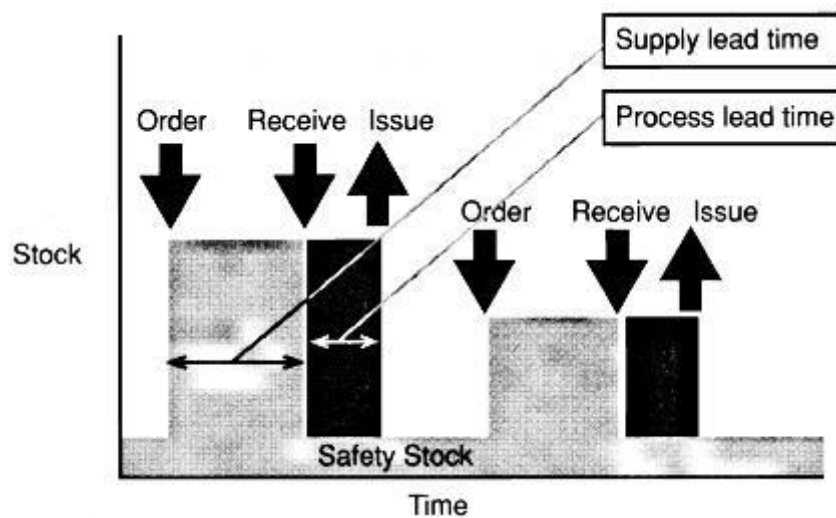 Supply lead time
Process lead time
Order Receive Issue
Order Receive Issue
Stock
Safety Stock
Time